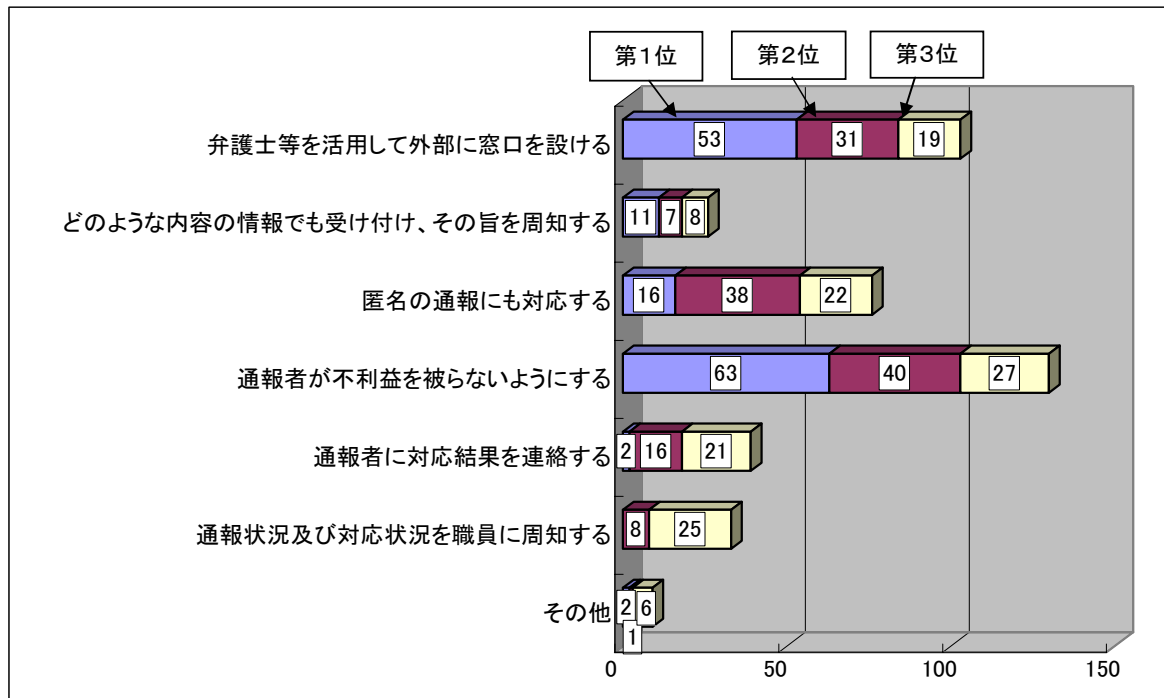 第1位 第2位 第3位
弁護士等を活用して外部に窓口を設ける 53 31 19
どのような内容の情報でも受け付け、その旨を周知する 11 7 8
匿名の通報にも対応する 16 38 22
通報者が不利益を被らないようにする 63 40 27
通報者に対応結果を連絡する 2 16 21
通報状況及び対応状況を職員に周知する 8 25
その他 2 6
1
0 50 100 150